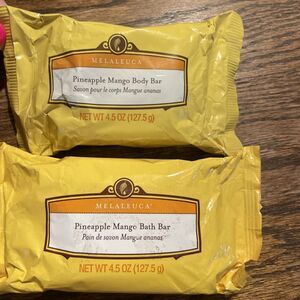 MELALEUCA
Pineapple Mango Body Bar
Savon pour le corps Mangue ananas
NET WT 4.5 OZ (127.5 g)
MELALEUCA®
Pineapple Mango Bath Bar
Pain de savon Mangue ananas
NET WT 4.5 OZ (127.5 g)